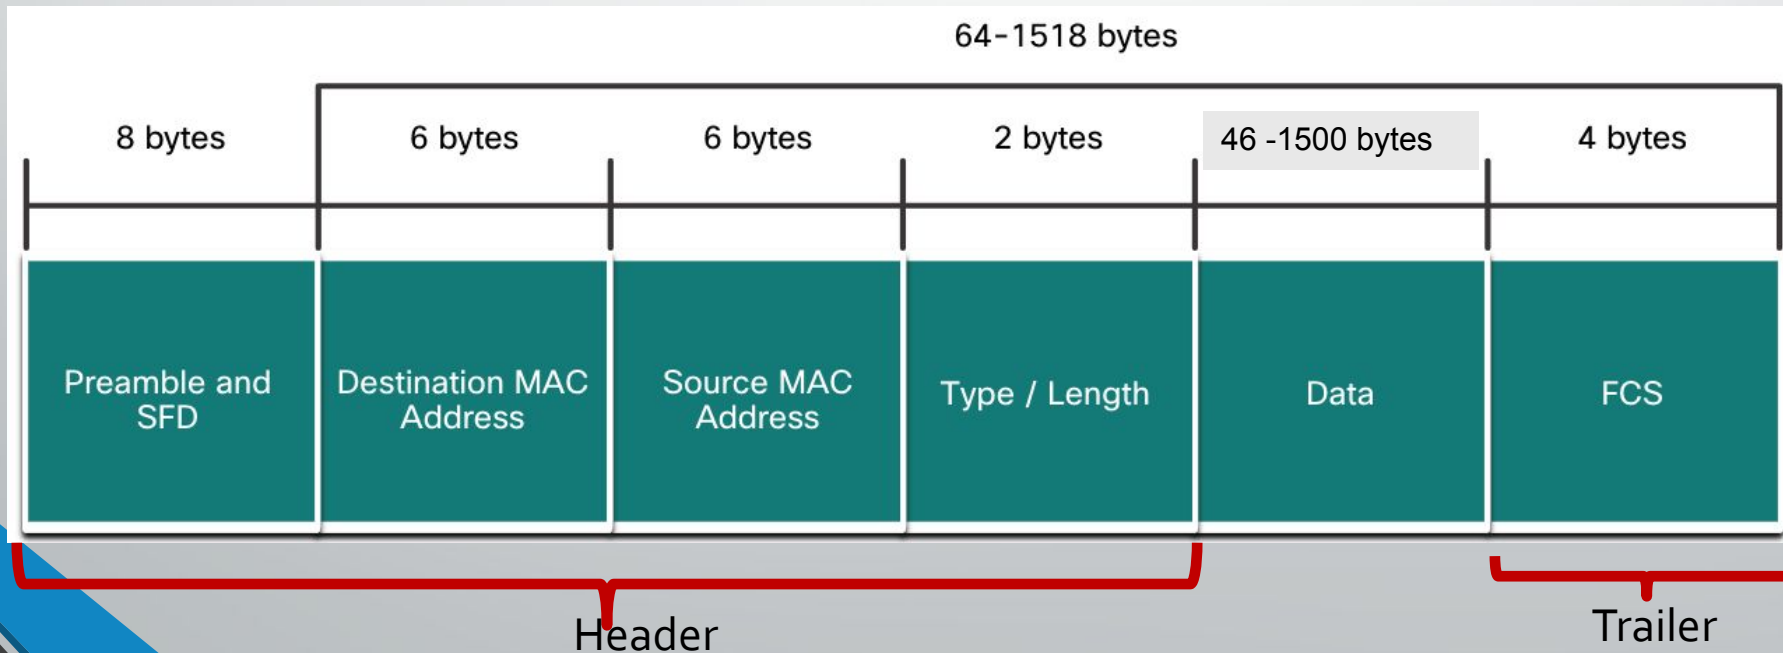 64-1518 bytes
8 bytes
6 bytes
6 bytes
2 bytes
46 -1500 bytes
4 bytes
Preamble and
SFD
Destination MAC
Address
Source MAC
Address
Type / Length
Data
FCS
Header
Trailer